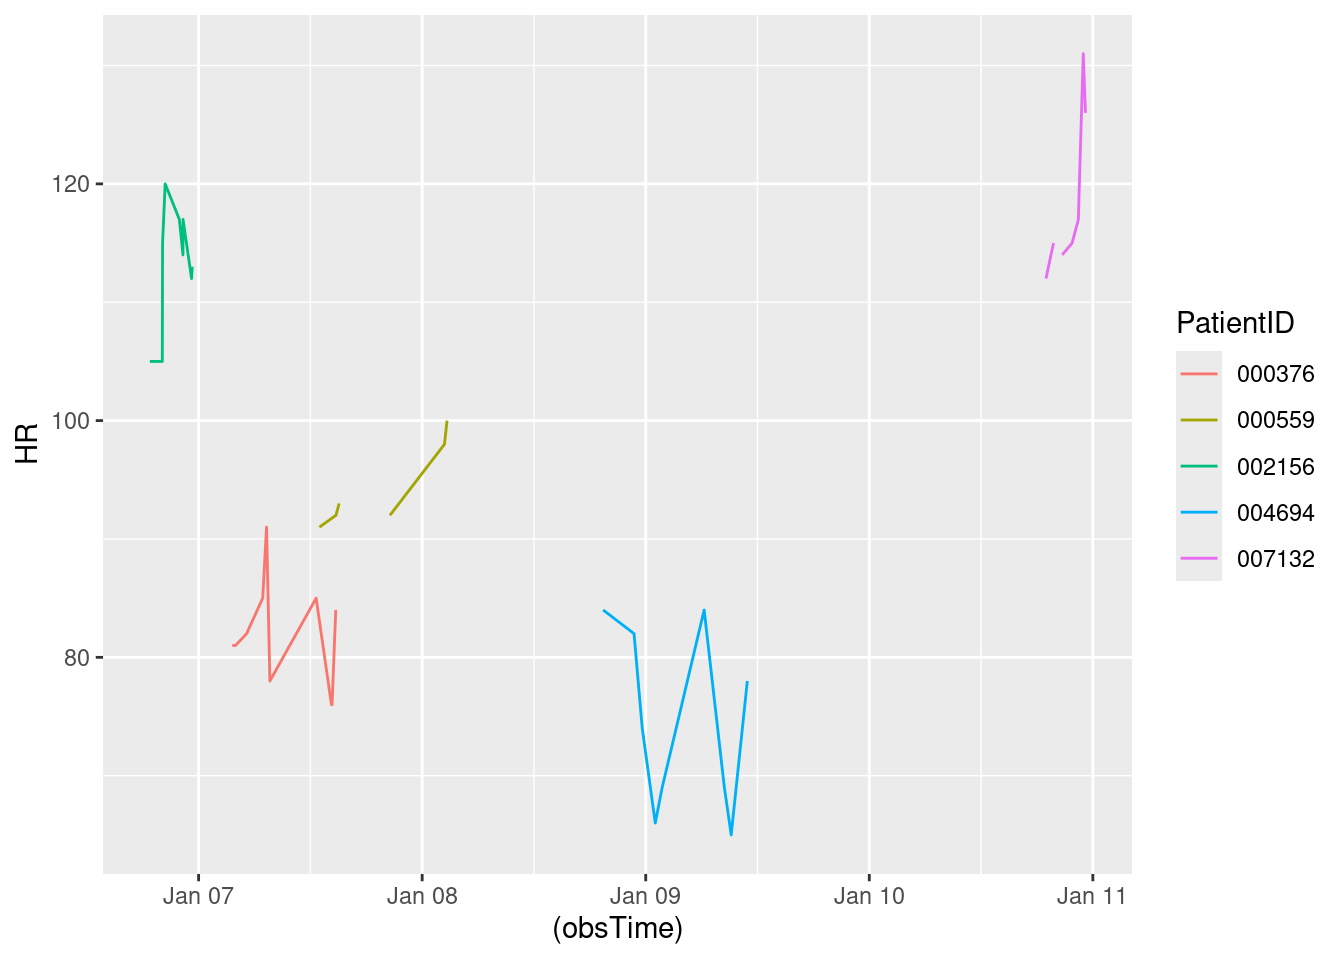 HR
120
100
80
Jan 07
Jan 08
Jan 09
Jan 10
Jan 11
(obsTime)
PatientID
000376
000559
002156
004694
007132